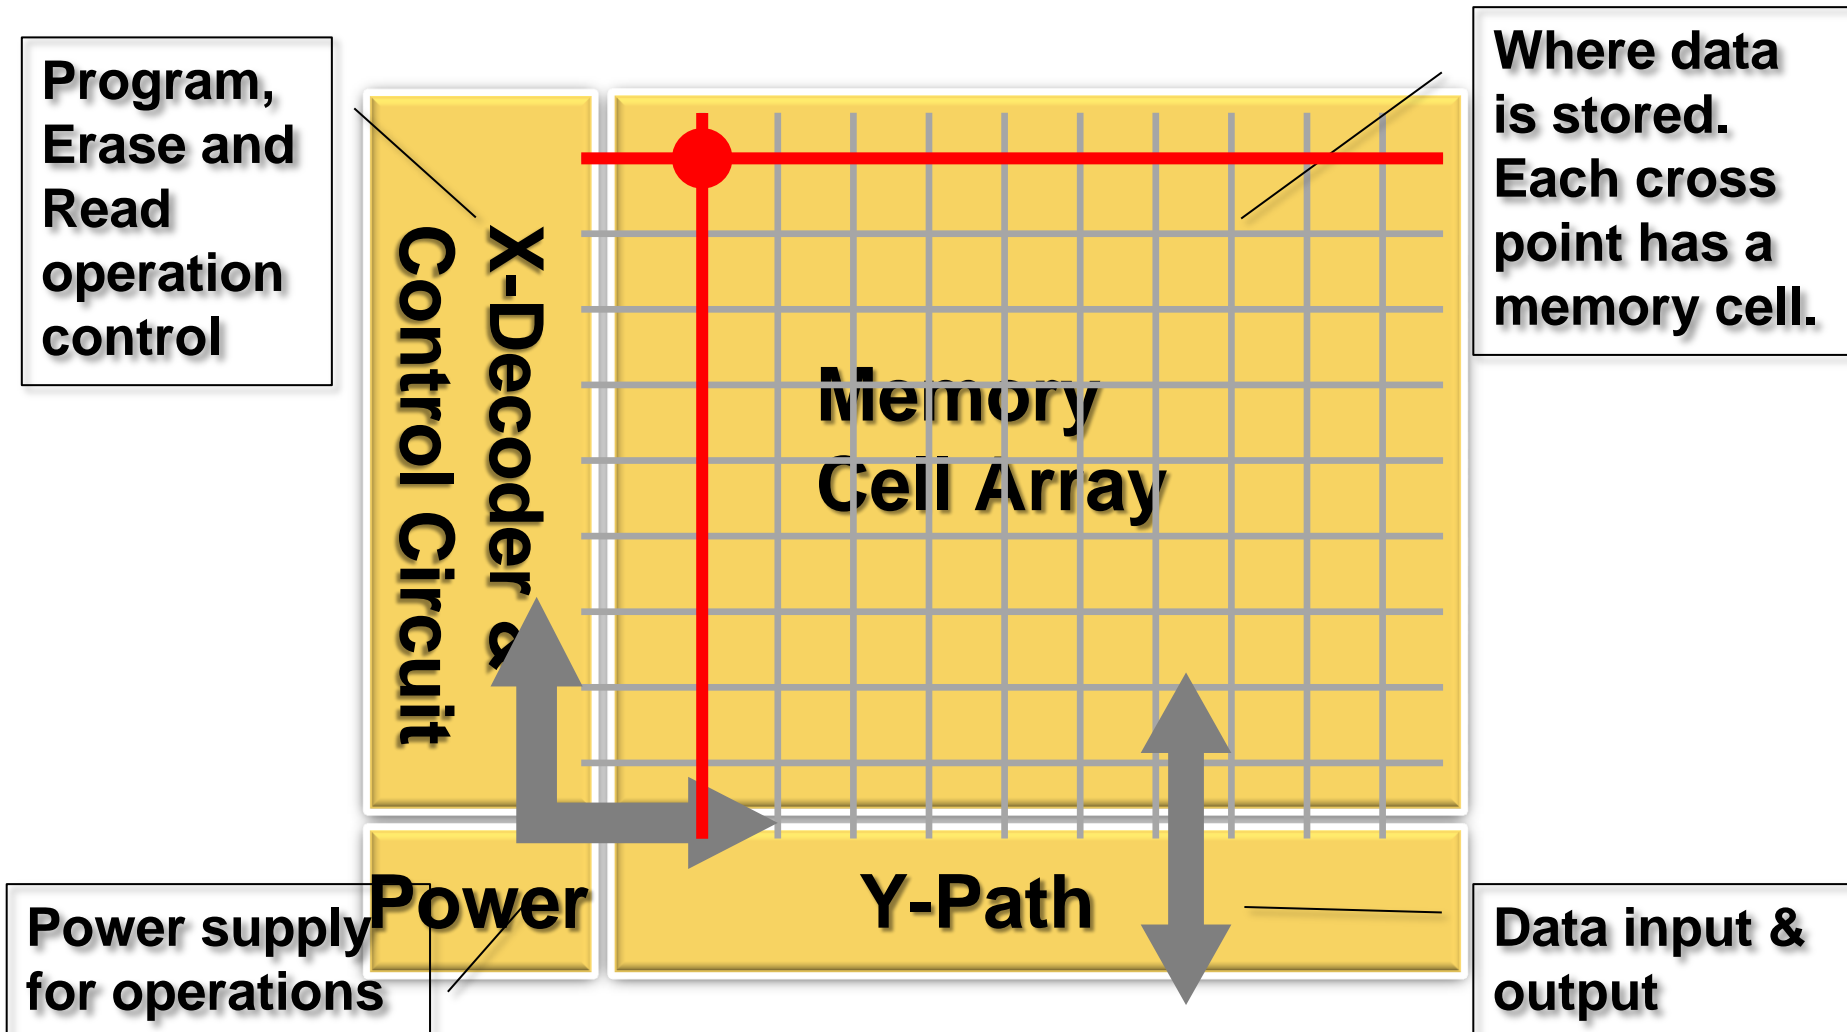 Program,
Erase and
Read
operation
control
X-Decoder &
Control Circuit
Where data
is stored.
Each cross
point has a
memory cell.
Memory
Cell Array
Power supply
for operations
Power
Y-Path
Data input &
output